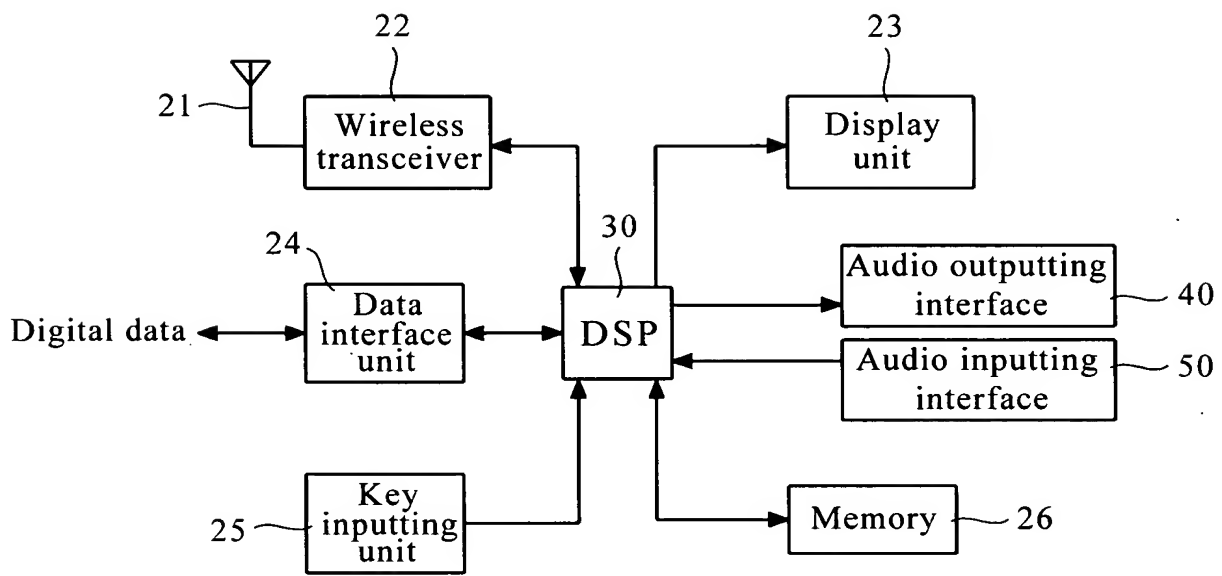 22
23
21
Wireless
transceiver
Display
unit
30
24
Audio outputting
interface
40
Digital data
Data
interface
unit
DSP
Audio inputting
interface
50
25
Key
inputting
unit
Memory
26